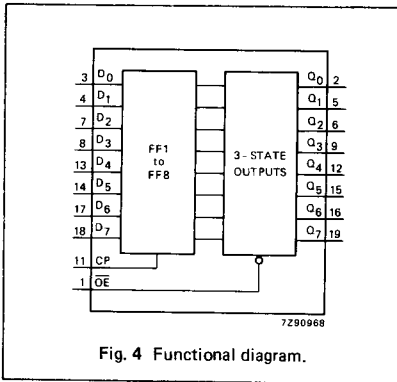 3 D0 Q0 2
4 D1 Q1 5
7 D2 Q2 6
8 D3 FF1 Q3 9
to 3-STATE
13 D4 FF8 OUTPUTS Q4 12
14 D5 Q5 15
17 D6 Q6 16
18 D7 Q7 19
11 CP
1 O̅E̅
7Z90968
Fig. 4 Functional diagram.